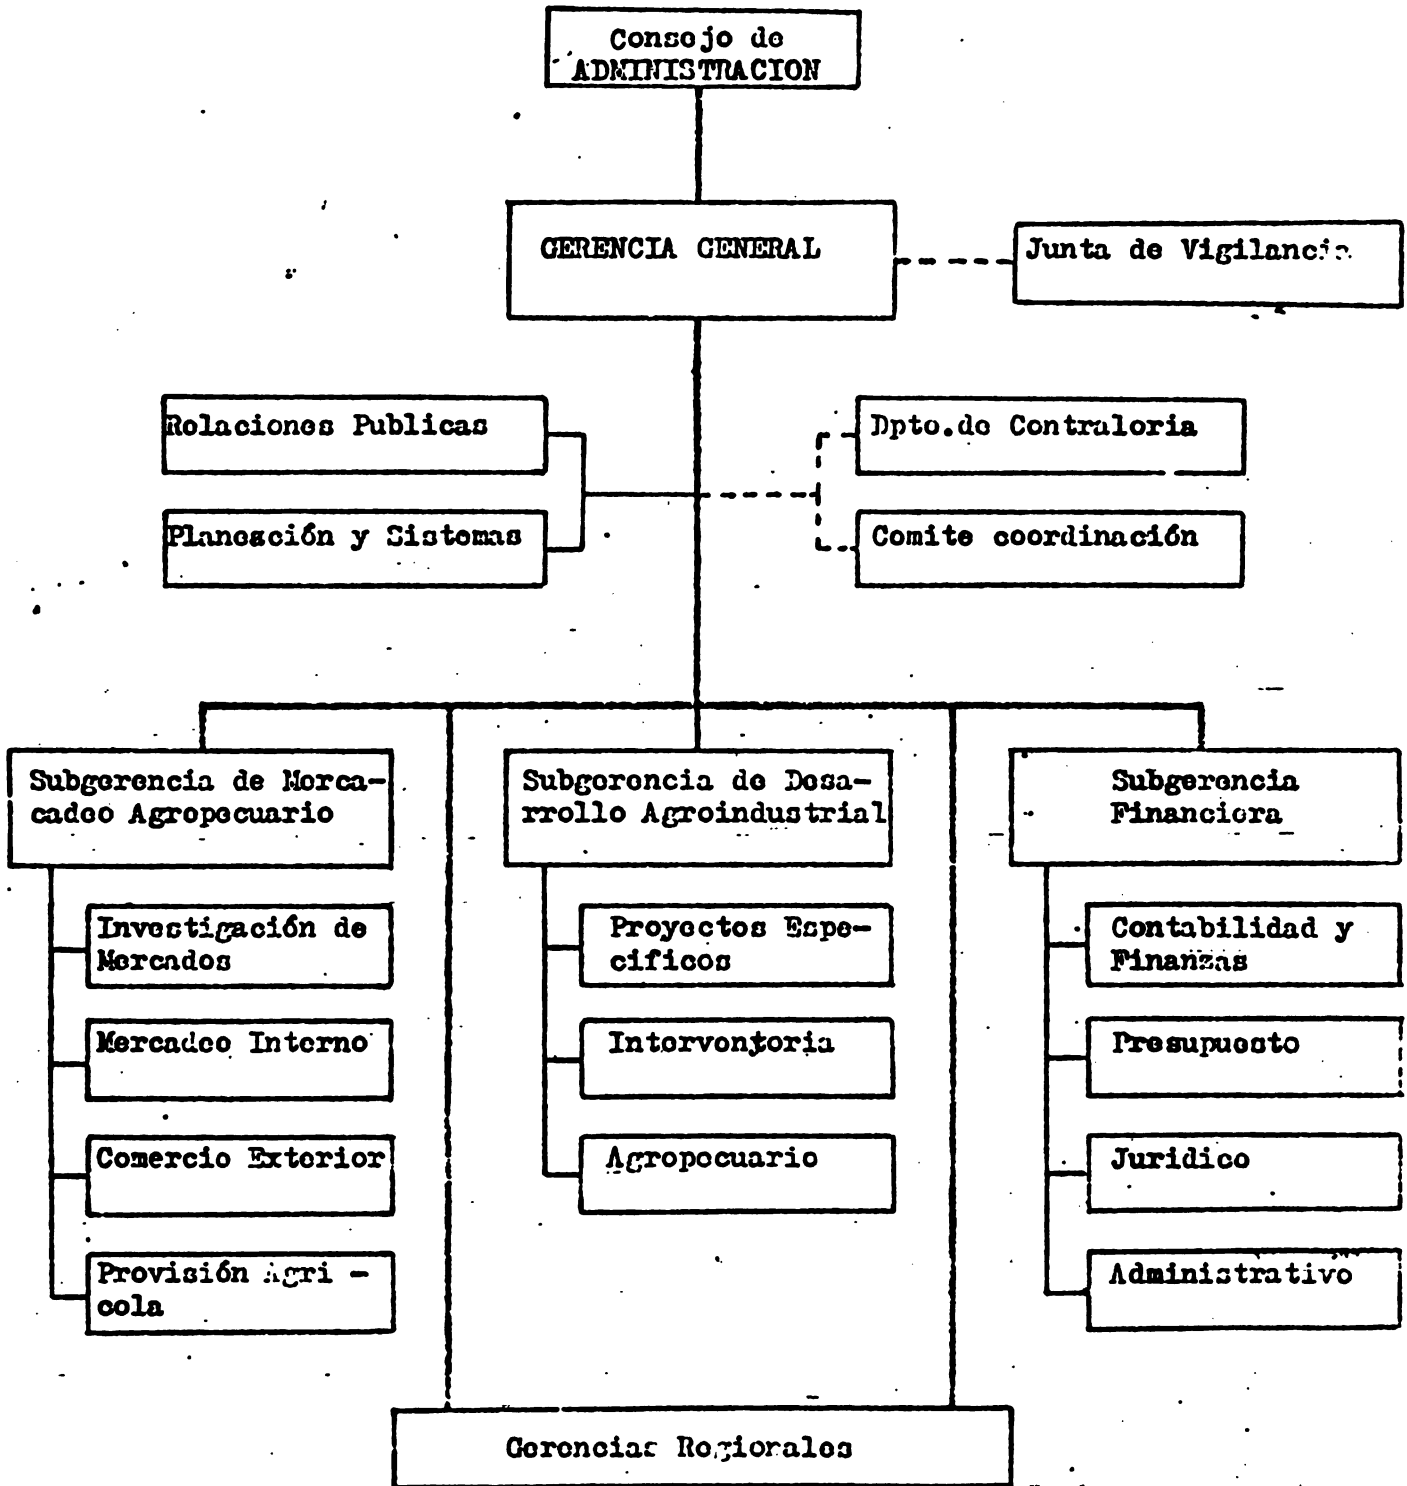 Consejo de
ADMINISTRACION
GERENCIA GENERAL
Junta de Vigilancia
Relaciones Publicas
Dpto.de Contraloria
Planeación y Sistemas
Comite coordinación
Subgerencia de Merca-
cadeo Agropecuario
Subgerencia de Desa-
rrollo Agroindustrial
Subgerencia
Financiera
Investigación de
Mercados
Proyectos Espe-
cificos
Contabilidad y
Finanzas
Mercadeo Interno
Interventoria
Presupuesto
Comercio Exterior
Agropecuario
Juridico
Provisión Agri -
cola
Administrativo
Gerencias Regionales